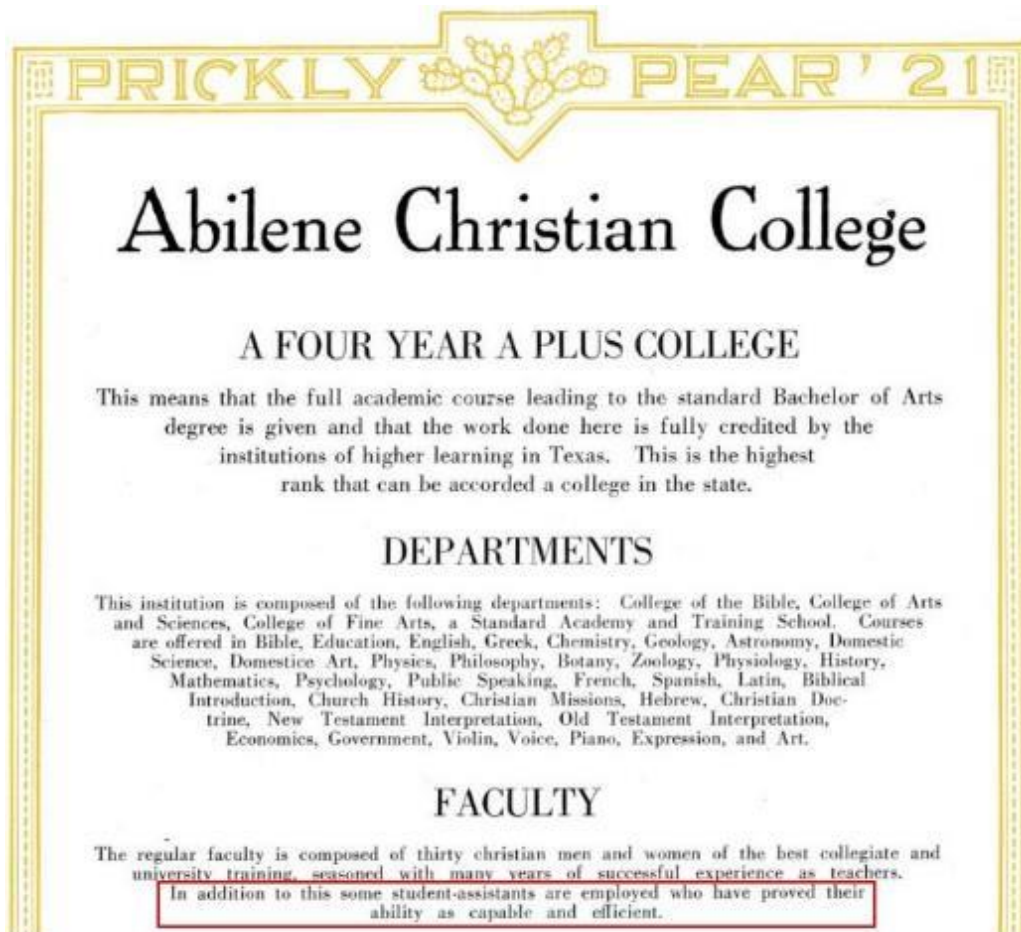 PRICKLY PEAR '21
Abilene Christian College
A FOUR YEAR A PLUS COLLEGE
This means that the full academic course leading to the standard Bachelor of Arts
degree is given and that the work done here is fully credited by the
institutions of higher learning in Texas. This is the highest
rank that can be accorded a college in the state.
DEPARTMENTS
This institution is composed of the following departments: College of the Bible, College of Arts
and Sciences, College of Fine Arts, a Standard Academy and Training School. Courses
are offered in Bible, Education, English, Greek, Chemistry, Geology, Astronomy, Domestic
Science, Domestice Art, Physics, Philosophy, Botany, Zoology, Physiology, History,
Mathematics, Psychology, Public Speaking, French, Spanish, Latin, Biblical
Introduction, Church History, Christian Missions, Hebrew, Christian Doc-
trine, New Testament Interpretation, Old Testament Interpretation,
Economics, Government, Violin, Voice, Piano, Expression, and Art.
FACULTY
The regular faculty is composed of thirty christian men and women of the best collegiate and
university training, seasoned with many years of successful experience as teachers.
In addition to this some student-assistants are employed who have proved their
ability as capable and efficient.